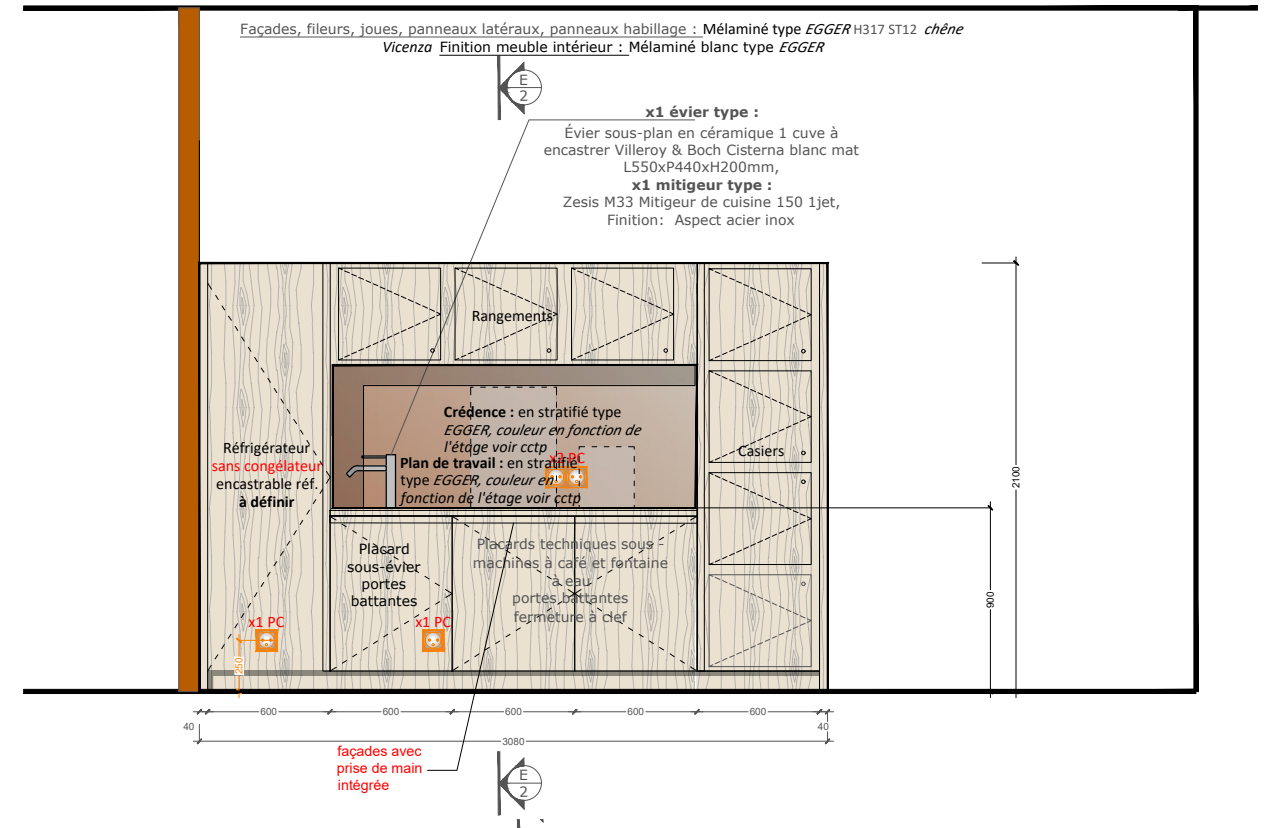 Façades, fileurs, joues, panneaux latéraux, panneaux habillage : Mélaminé type EGGER H317 ST12 chêne
Vicenza Finition meuble intérieur : Mélaminé blanc type EGGER
E
2
x1 évier type :
Évier sous-plan en céramique 1 cuve à
encastrer Villeroy & Boch Cisterna blanc mat
L550xP440xH200mm,
x1 mitigeur type :
Zesis M33 Mitigeur de cuisine 150 1jet,
Finition: Aspect acier inox
Rangements
Crédence : en stratifié type
EGGER, couleur en fonction de
l'étage voir cctp
x2 PC
Plan de travail : en stratifié
type EGGER, couleur en
fonction de l'étage voir cctp
Réfrigérateur
sans congélateur
encastrable réf.
à définir
Casiers
2100
900
Placard
sous-évier
portes
battantes
Placards techniques sous -
machines à café et fontaine
à eau
portes battantes
fermeture à clef
x1 PC
x1 PC
250
600
600
600
600
600
40
40
3080
façades avec
prise de main
intégrée
E
2